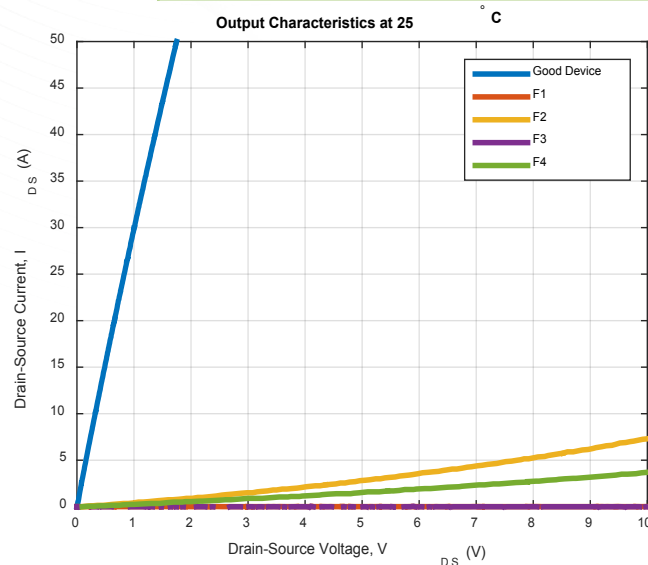 Output Characteristics at 25 ° C
50
45
40
35
30
25
20
15
10
5
0
Drain-Source Current, I DS (A)
Good Device
F1
F2
F3
F4
0 1 2 3 4 5 6 7 8 9 10
Drain-Source Voltage, V DS (V)